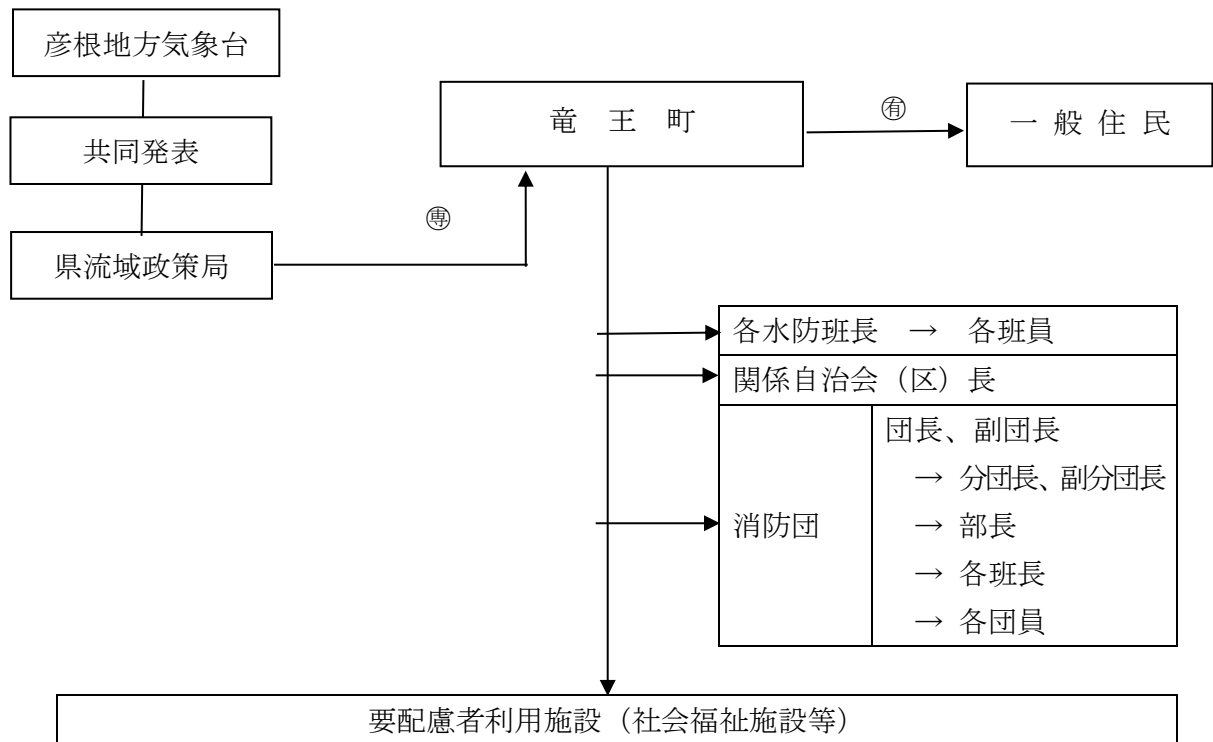 彦根地方気象台
共同発表
県流域政策局
㊝
竜 王 町
㊒
一 般 住 民
各水防班長 → 各班員
関係自治会（区）長
消防団
団長、副団長
→ 分団長、副分団長
→ 部長
→ 各班長
→ 各団員
要配慮者利用施設（社会福祉施設等）